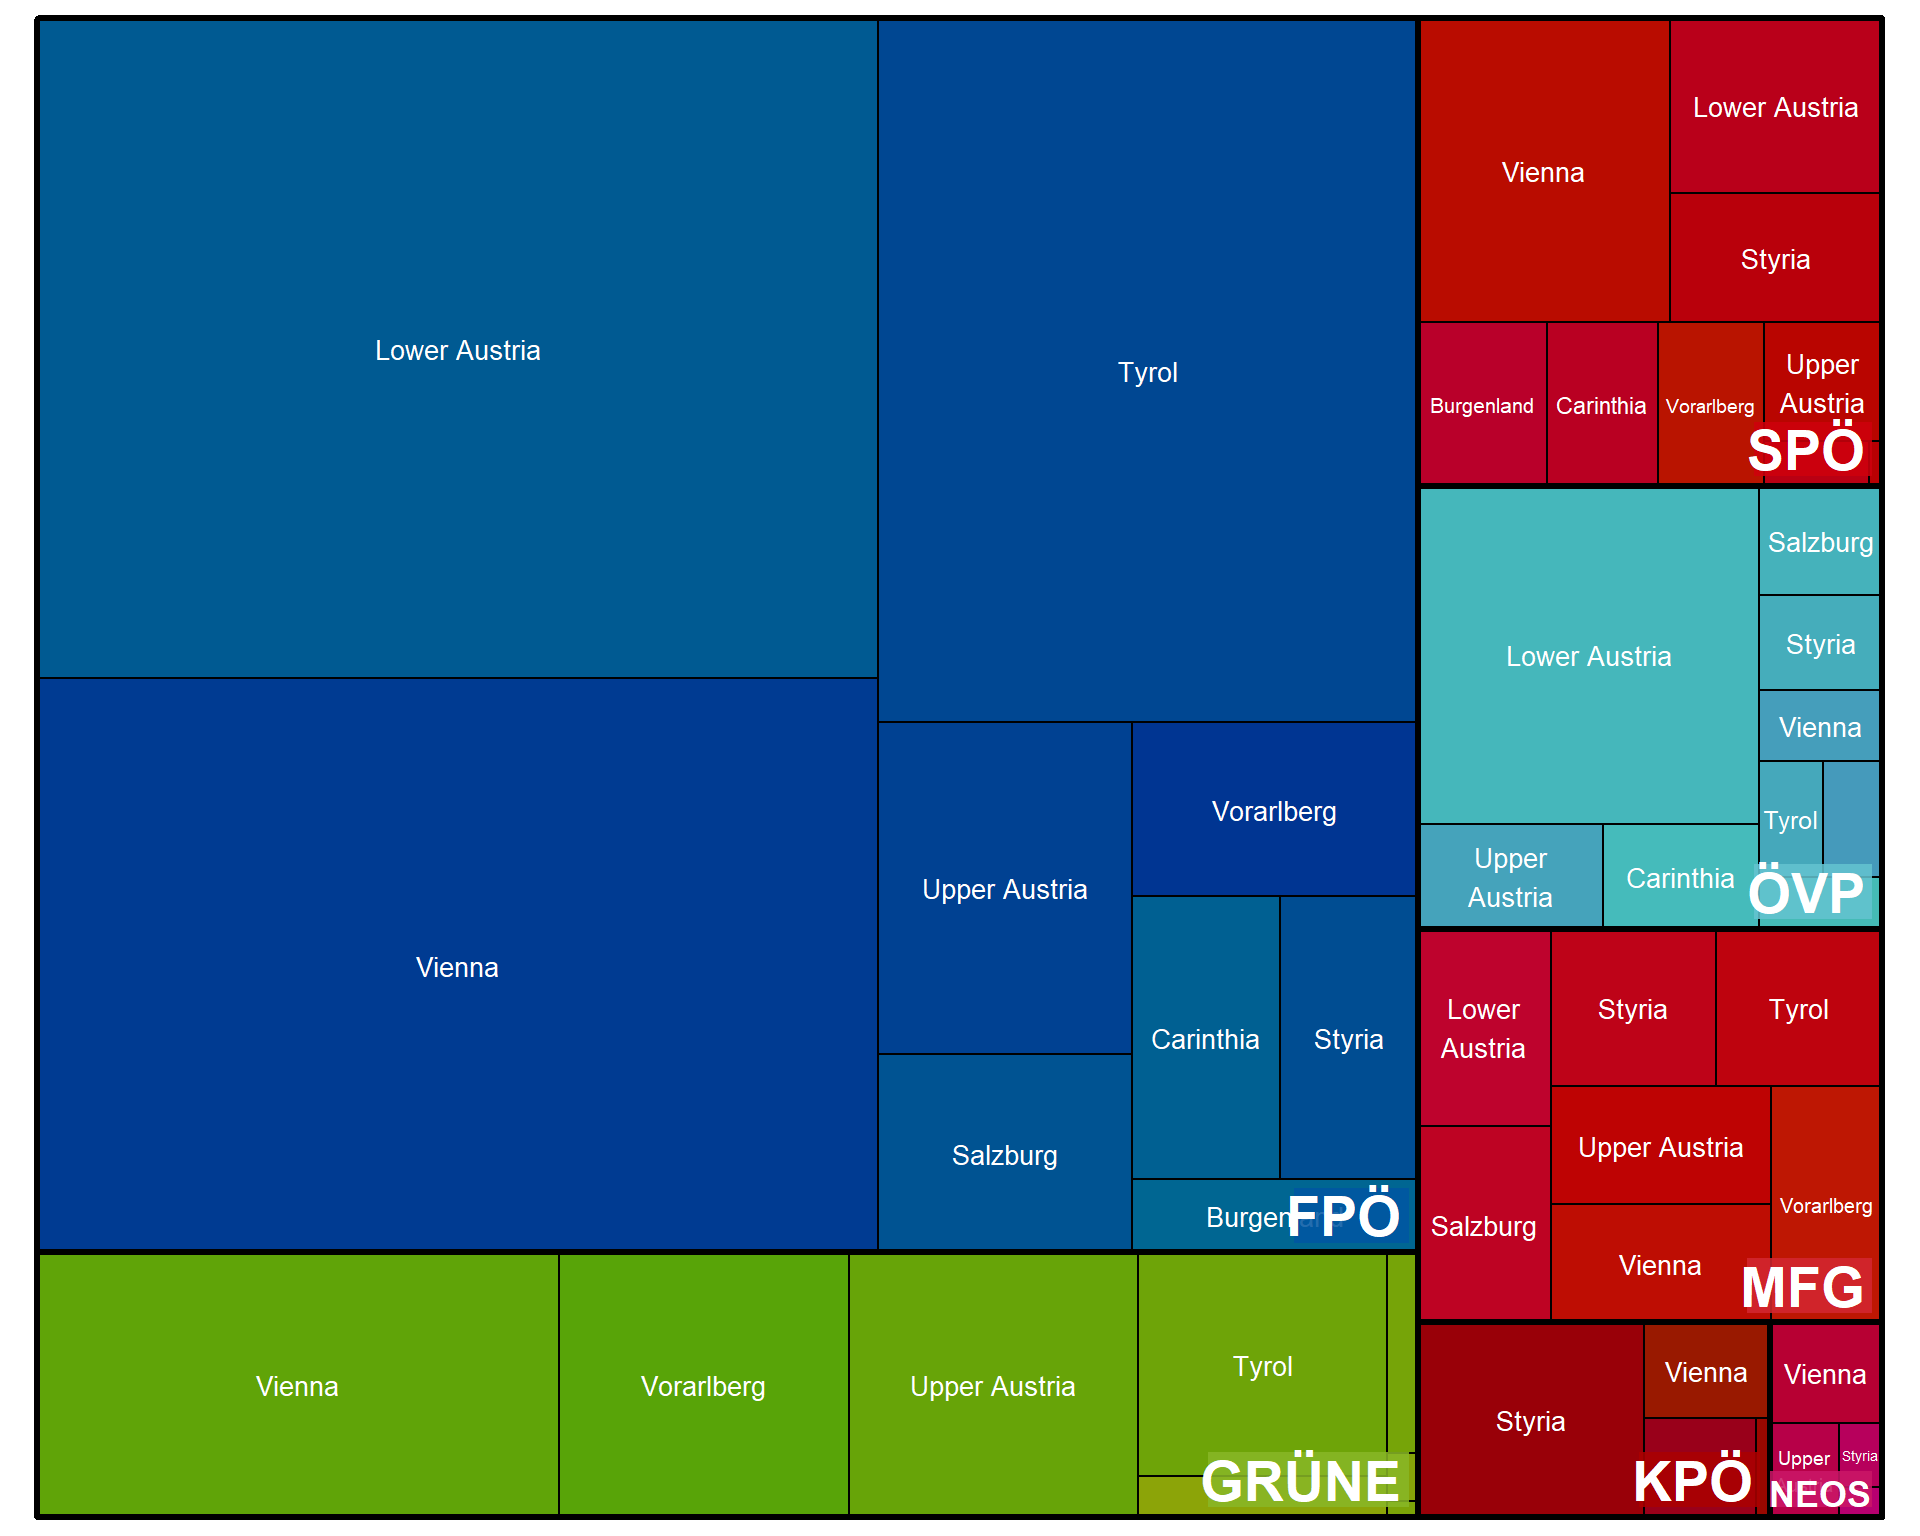 Lower Austria
Tyrol
Vienna
Upper Austria
Vorarlberg
Carinthia
Styria
Salzburg
Burgenland
FPÖ
Vienna
Vorarlberg
Upper Austria
Tyrol
GRÜNE
Vienna
Lower Austria
Styria
Burgenland
Carinthia
Vorarlberg
Upper
Austria
SPÖ
Lower Austria
Salzburg
Styria
Vienna
Tyrol
Upper
Austria
Carinthia
ÖVP
Lower
Austria
Styria
Tyrol
Upper Austria
Vorarlberg
Salzburg
Vienna
MFG
Styria
Vienna
KPÖ
Vienna
Upper
Styria
NEOS